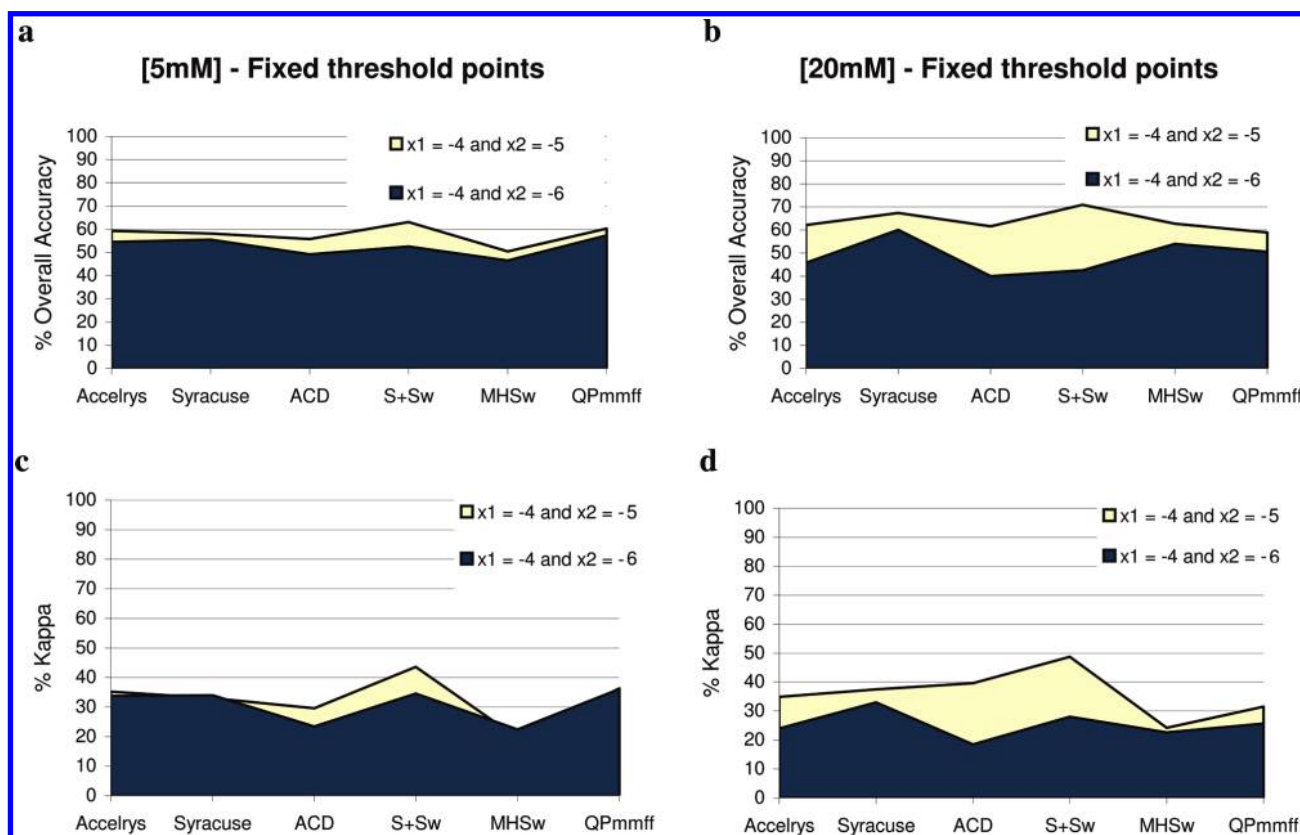 a
[5mM] - Fixed threshold points
% Overall Accuracy
100
90
80
70
60
50
40
30
20
10
0
x1 = -4 and x2 = -5
x1 = -4 and x2 = -6
Accelrys Syracuse ACD S+Sw MHSw QPmmff
b
[20mM] - Fixed threshold points
% Overall Accuracy
100
90
80
70
60
50
40
30
20
10
0
x1 = -4 and x2 = -5
x1 = -4 and x2 = -6
Accelrys Syracuse ACD S+Sw MHSw QPmmff
c
% Kappa
100
90
80
70
60
50
40
30
20
10
0
x1 = -4 and x2 = -5
x1 = -4 and x2 = -6
Accelrys Syracuse ACD S+Sw MHSw QPmmff
d
% Kappa
100
90
80
70
60
50
40
30
20
10
0
x1 = -4 and x2 = -5
x1 = -4 and x2 = -6
Accelrys Syracuse ACD S+Sw MHSw QPmmff